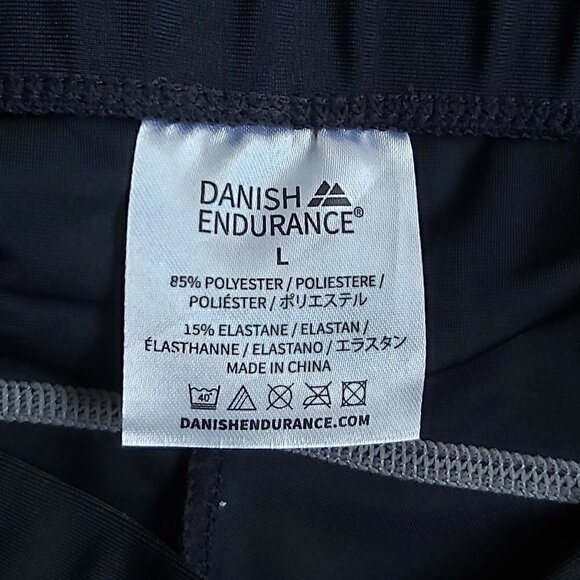 DANISH
ENDURANCE®
L
85% POLYESTER / POLIESTERE /
POLIÉSTER / ポリエステル
15% ELASTANE / ELASTAN /
ÉLASTHANNE / ELASTANO / エラスタン
MADE IN CHINA
40°
DANISHENDURANCE.COM